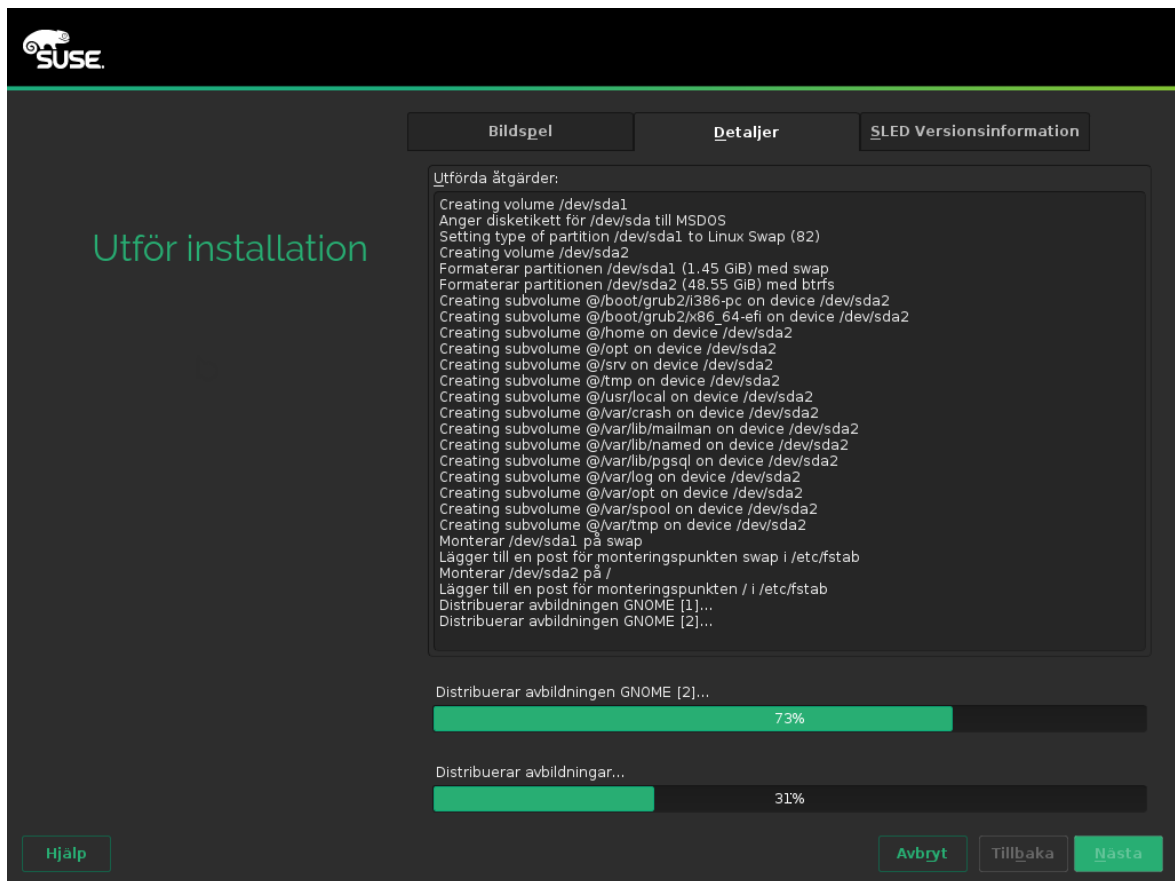 SUSE.
Bildspel
Detaljer
SLED Versionsinformation
Utför installation
Utförda åtgärder:
Creating volume /dev/sda1
Anger disketikett för /dev/sda till MSDOS
Setting type of partition /dev/sda1 to Linux Swap (82)
Creating volume /dev/sda2
Formaterar partitionen /dev/sda1 (1.45 GiB) med swap
Formaterar partitionen /dev/sda2 (48.55 GiB) med btrfs
Creating subvolume @/boot/grub2/i386-pc on device /dev/sda2
Creating subvolume @/boot/grub2/x86_64-efi on device /dev/sda2
Creating subvolume @/home on device /dev/sda2
Creating subvolume @/opt on device /dev/sda2
Creating subvolume @/srv on device /dev/sda2
Creating subvolume @/tmp on device /dev/sda2
Creating subvolume @/usr/local on device /dev/sda2
Creating subvolume @/var/crash on device /dev/sda2
Creating subvolume @/var/lib/mailman on device /dev/sda2
Creating subvolume @/var/lib/named on device /dev/sda2
Creating subvolume @/var/lib/pgsql on device /dev/sda2
Creating subvolume @/var/log on device /dev/sda2
Creating subvolume @/var/opt on device /dev/sda2
Creating subvolume @/var/spool on device /dev/sda2
Creating subvolume @/var/tmp on device /dev/sda2
Monterar /dev/sda1 på swap
Lägger till en post för monteringspunkten swap i /etc/fstab
Monterar /dev/sda2 på /
Lägger till en post för monteringspunkten / i /etc/fstab
Distribuerar avbildningen GNOME [1]...
Distribuerar avbildningen GNOME [2]...
Distribuerar avbildningen GNOME [2]...
73%
Distribuerar avbildningar...
31%
Hjälp
Avbryt
Tillbaka
Nästa